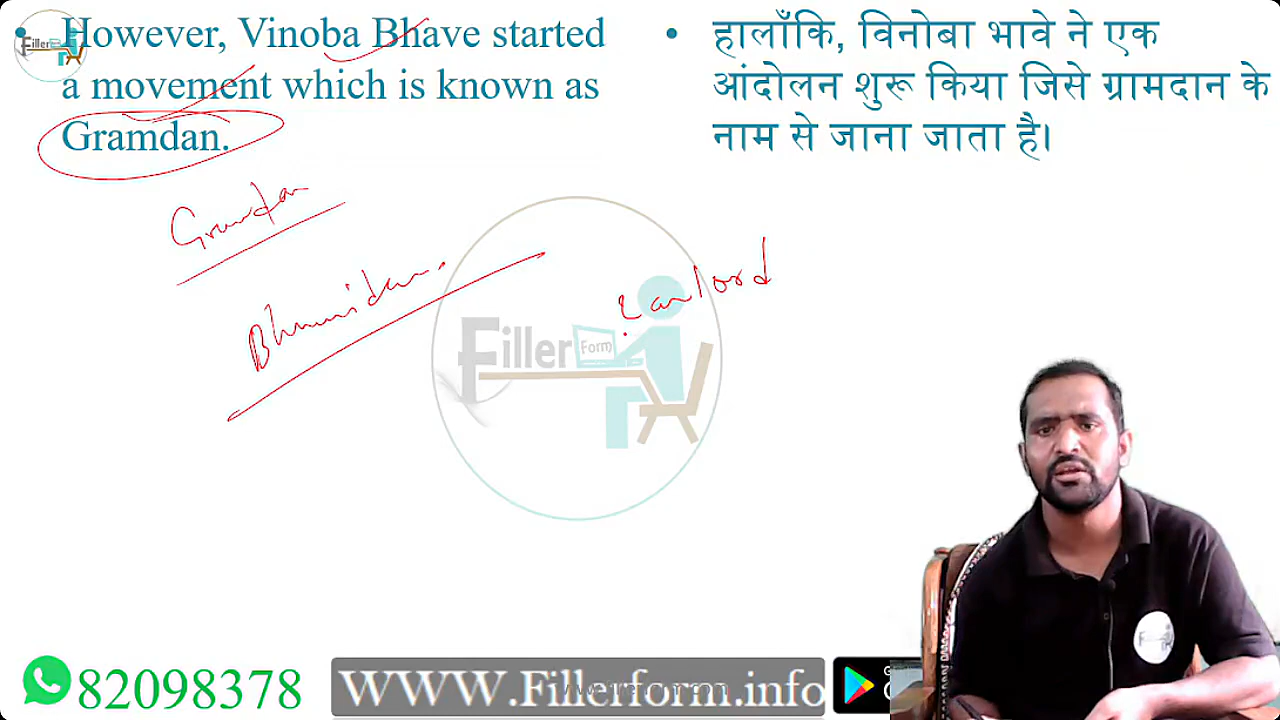 However, Vinoba Bhave started
a movement which is known as
Gramdan.
• हालाँकि, विनोबा भावे ने एक
आंदोलन शुरू किया जिसे ग्रामदान के
नाम से जाना जाता है।
Gramdan
Bhumidan.
Filler Form
82098378
WWW.Fillerform.info